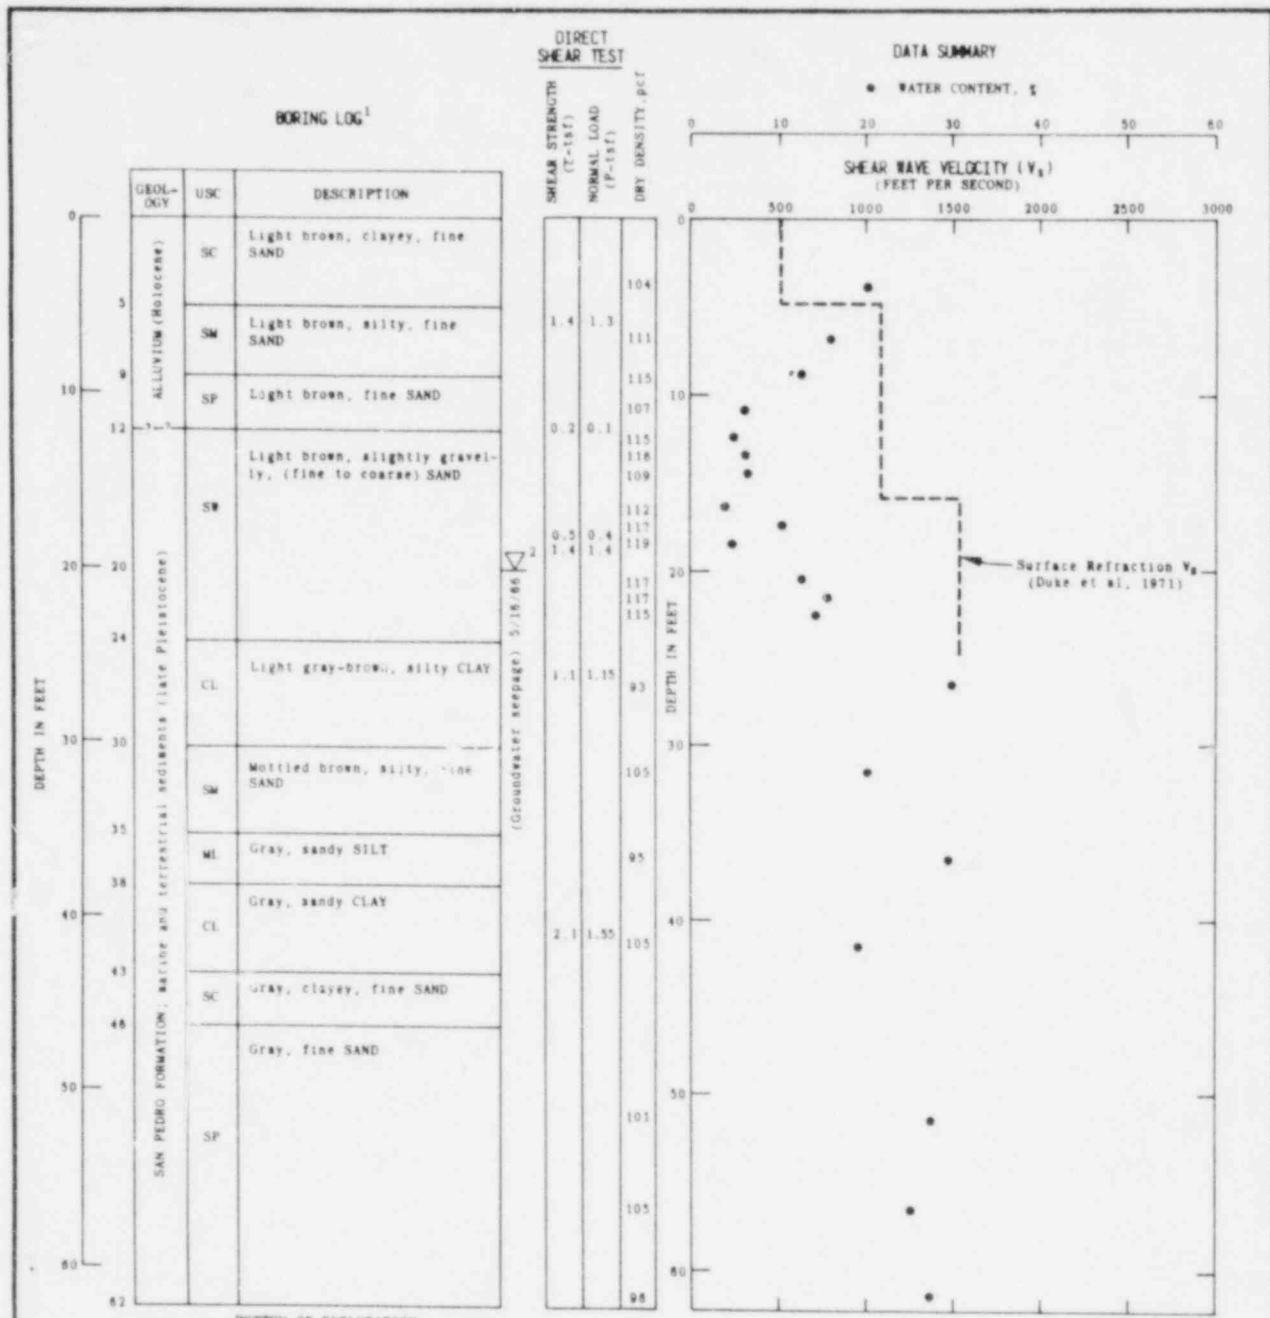 DIRECT
SHEAR TEST
DATA SUMMARY
WATER CONTENT, %
BORING LOG1
SHEAR STRENGTH
(T-tsf)
NORMAL LOAD
(P-tsf)
DRY DENSITY, pcf
0 10 20 30 40 50 60
SHEAR WAVE VELOCITY (Vs)
(FEET PER SECOND)
0 500 1000 1500 2000 2500 3000
GEOL-
OGY
USC
DESCRIPTION
DEPTH IN FEET
0
10
20
30
40
50
60
5
9
12
20
24
30
35
38
43
46
62
ALLUVIUM (Holocene)
-?-?
SAN PEDRO FORMATION; marine and terrestrial sediments (late Pleistocene)
SC
Light brown, clayey, fine
SAND
SM
Light brown, silty, fine
SAND
SP
Light brown, fine SAND
SW
Light brown, slightly gravel-
ly, (fine to coarse) SAND
CL
Light gray-brown, silty CLAY
SM
Mottled brown, silty, fine
SAND
ML
Gray, sandy SILT
CL
Gray, sandy CLAY
SC
Gray, clayey, fine SAND
SP
Gray, fine SAND
2
(Groundwater seepage) 5/16/66
1.4 1.3
0.2 0.1
0.5 0.4
1.4 1.4
1.1 1.15
2.1 1.55
104
111
115
107
115
118
109
112
117
119
117
117
115
93
105
95
105
101
105
98
DEPTH IN FEET
0
10
20
30
40
50
60
Surface Refraction Vs
(Duke et al, 1971)